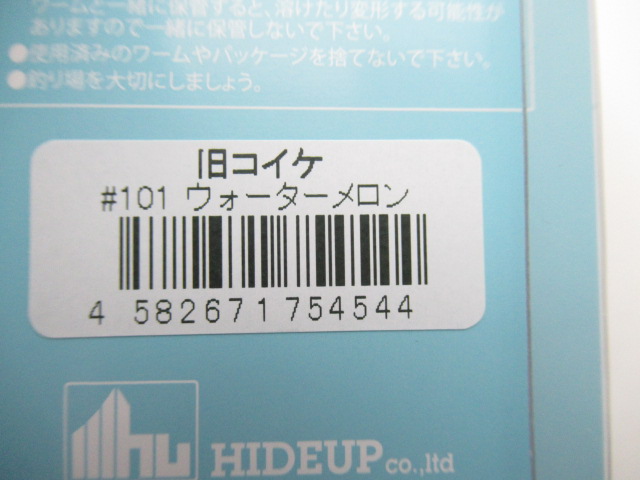 ワームと一緒に保管すると、溶けたり変形する可能性が
ありますので一緒に保管しないで下さい。
●使用済みのワームやパッケージを捨てないで下さい。
●釣り場を大切にしましょう。
旧コイケ
#101 ウォーターメロン
4 582671 754544
hu HIDEUP co.,ltd